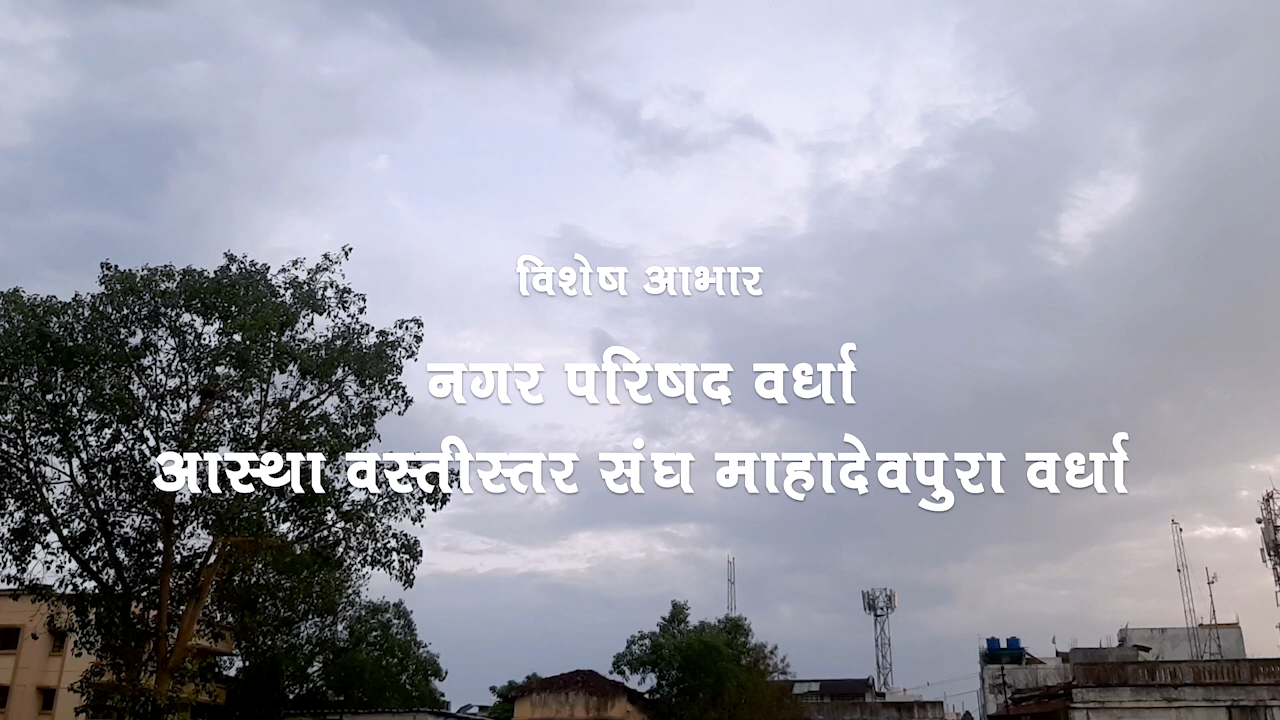 विशेष आभार
नगर परिषद वर्धा
आस्था वस्तीस्तर संघ माहादेवपुरा वर्धा